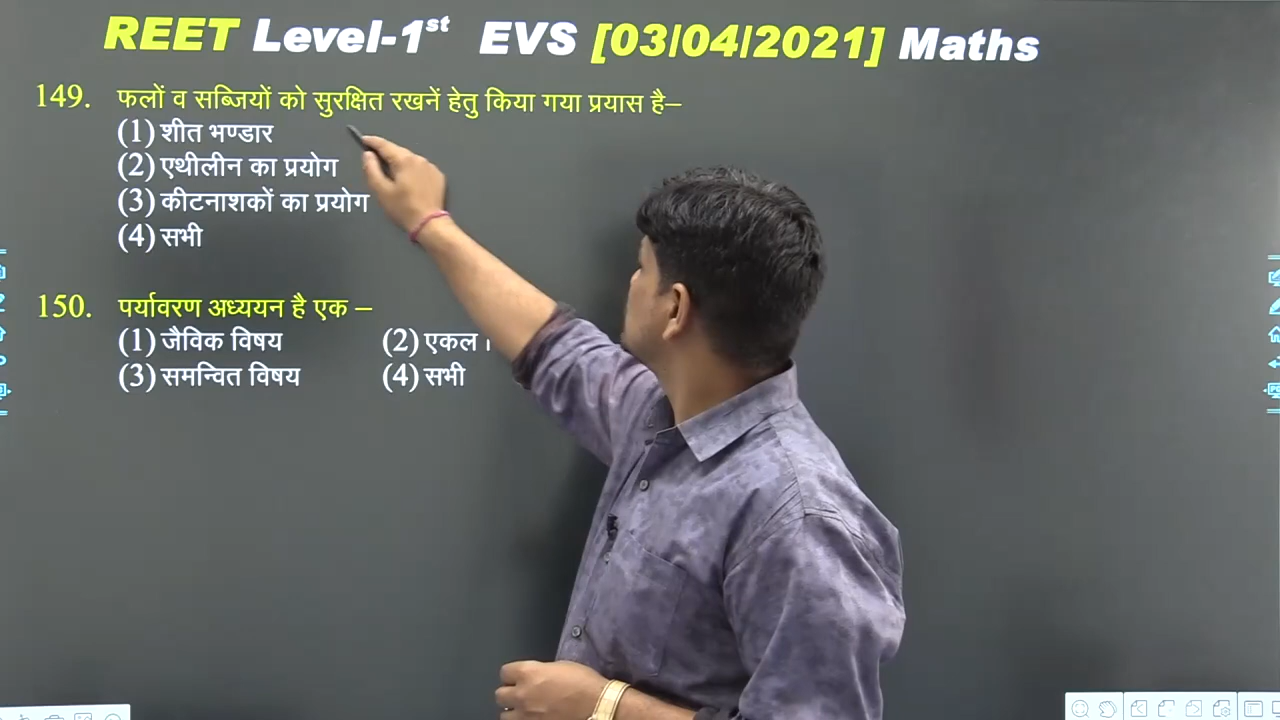 REET Level-1st EVS [03/04/2021] Maths
149. फलों व सब्जियों को सुरक्षित रखनें हेतु किया गया प्रयास है–
(1) शीत भण्डार
(2) एथीलीन का प्रयोग
(3) कीटनाशकों का प्रयोग
(4) सभी
150. पर्यावरण अध्ययन है एक –
(1) जैविक विषय (2) एकल
(3) समन्वित विषय (4) सभी